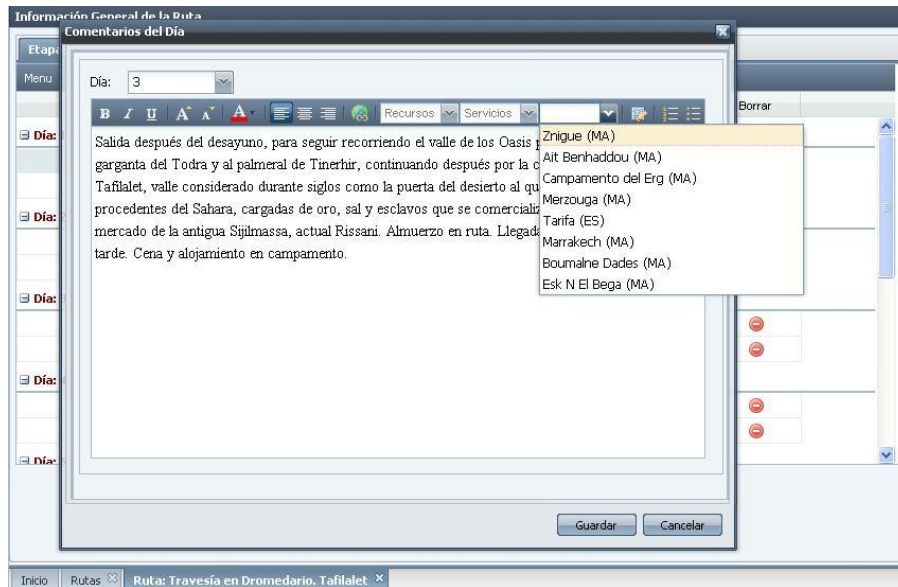 Información General de la Ruta
Comentarios del Día
Etapa
Menu
Día: 3
Borrar
B I U A A A Recursos Servicios
Día:
Día: 2
Día: 3
Día:
Día:
Salida después del desayuno, para seguir recorriendo el valle de los Oasis
garganta del Todra y al palmeral de Tinerhir, continuando después por la
Tafilalet, valle considerado durante siglos como la puerta del desierto al
procedentes del Sahara, cargadas de oro, sal y esclavos que se
mercado de la antigua Sijilmassa, actual Rissani. Almuerzo en ruta.
tarde. Cena y alojamiento en campamento.
Znigue (MA)
Ait Benhaddou (MA)
Campamento del Erg (MA)
Merzouga (MA)
Tarifa (ES)
Marrakech (MA)
Boumalne Dades (MA)
Esk N El Bega (MA)
Guardar Cancelar
Inicio Rutas Ruta: Travesía en Dromedario. Tafilalet